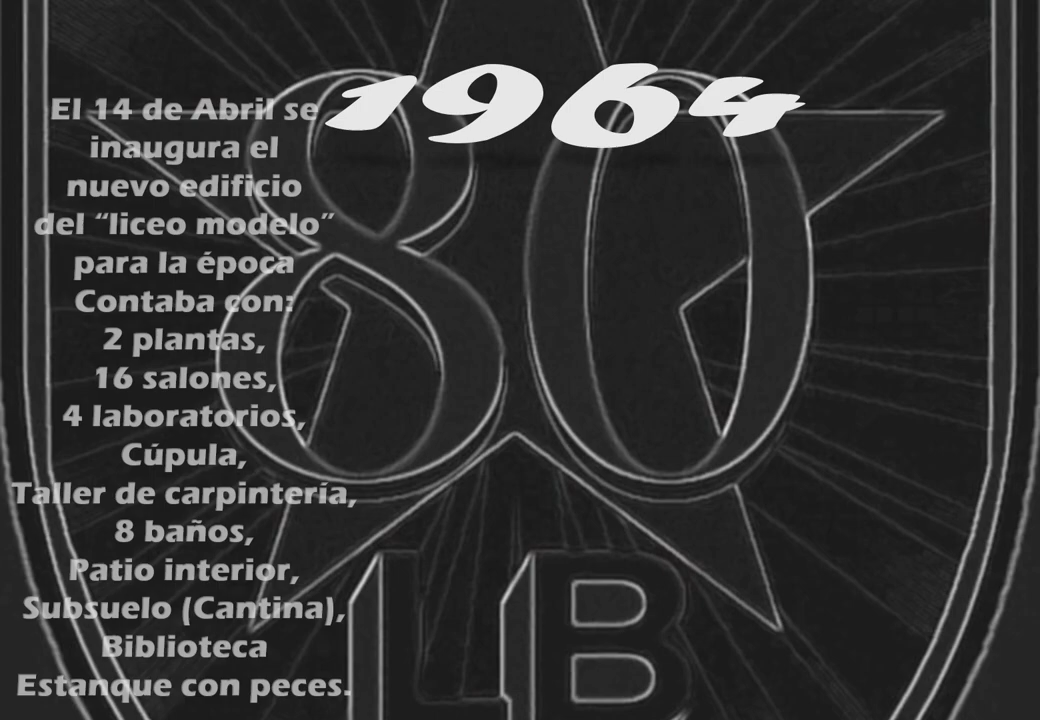 1964
El 14 de Abril se
inaugura el
nuevo edificio
del “liceo modelo”
para la época
Contaba con:
2 plantas,
16 salones,
4 laboratorios,
Cúpula,
Taller de carpintería,
8 baños,
Patio interior,
Subsuelo (Cantina),
Biblioteca
Estanque con peces.
80
LB